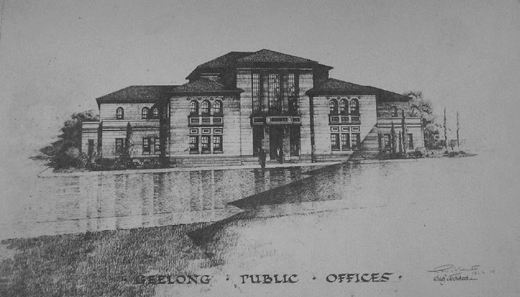 GEELONG · PUBLIC · OFFICES ·